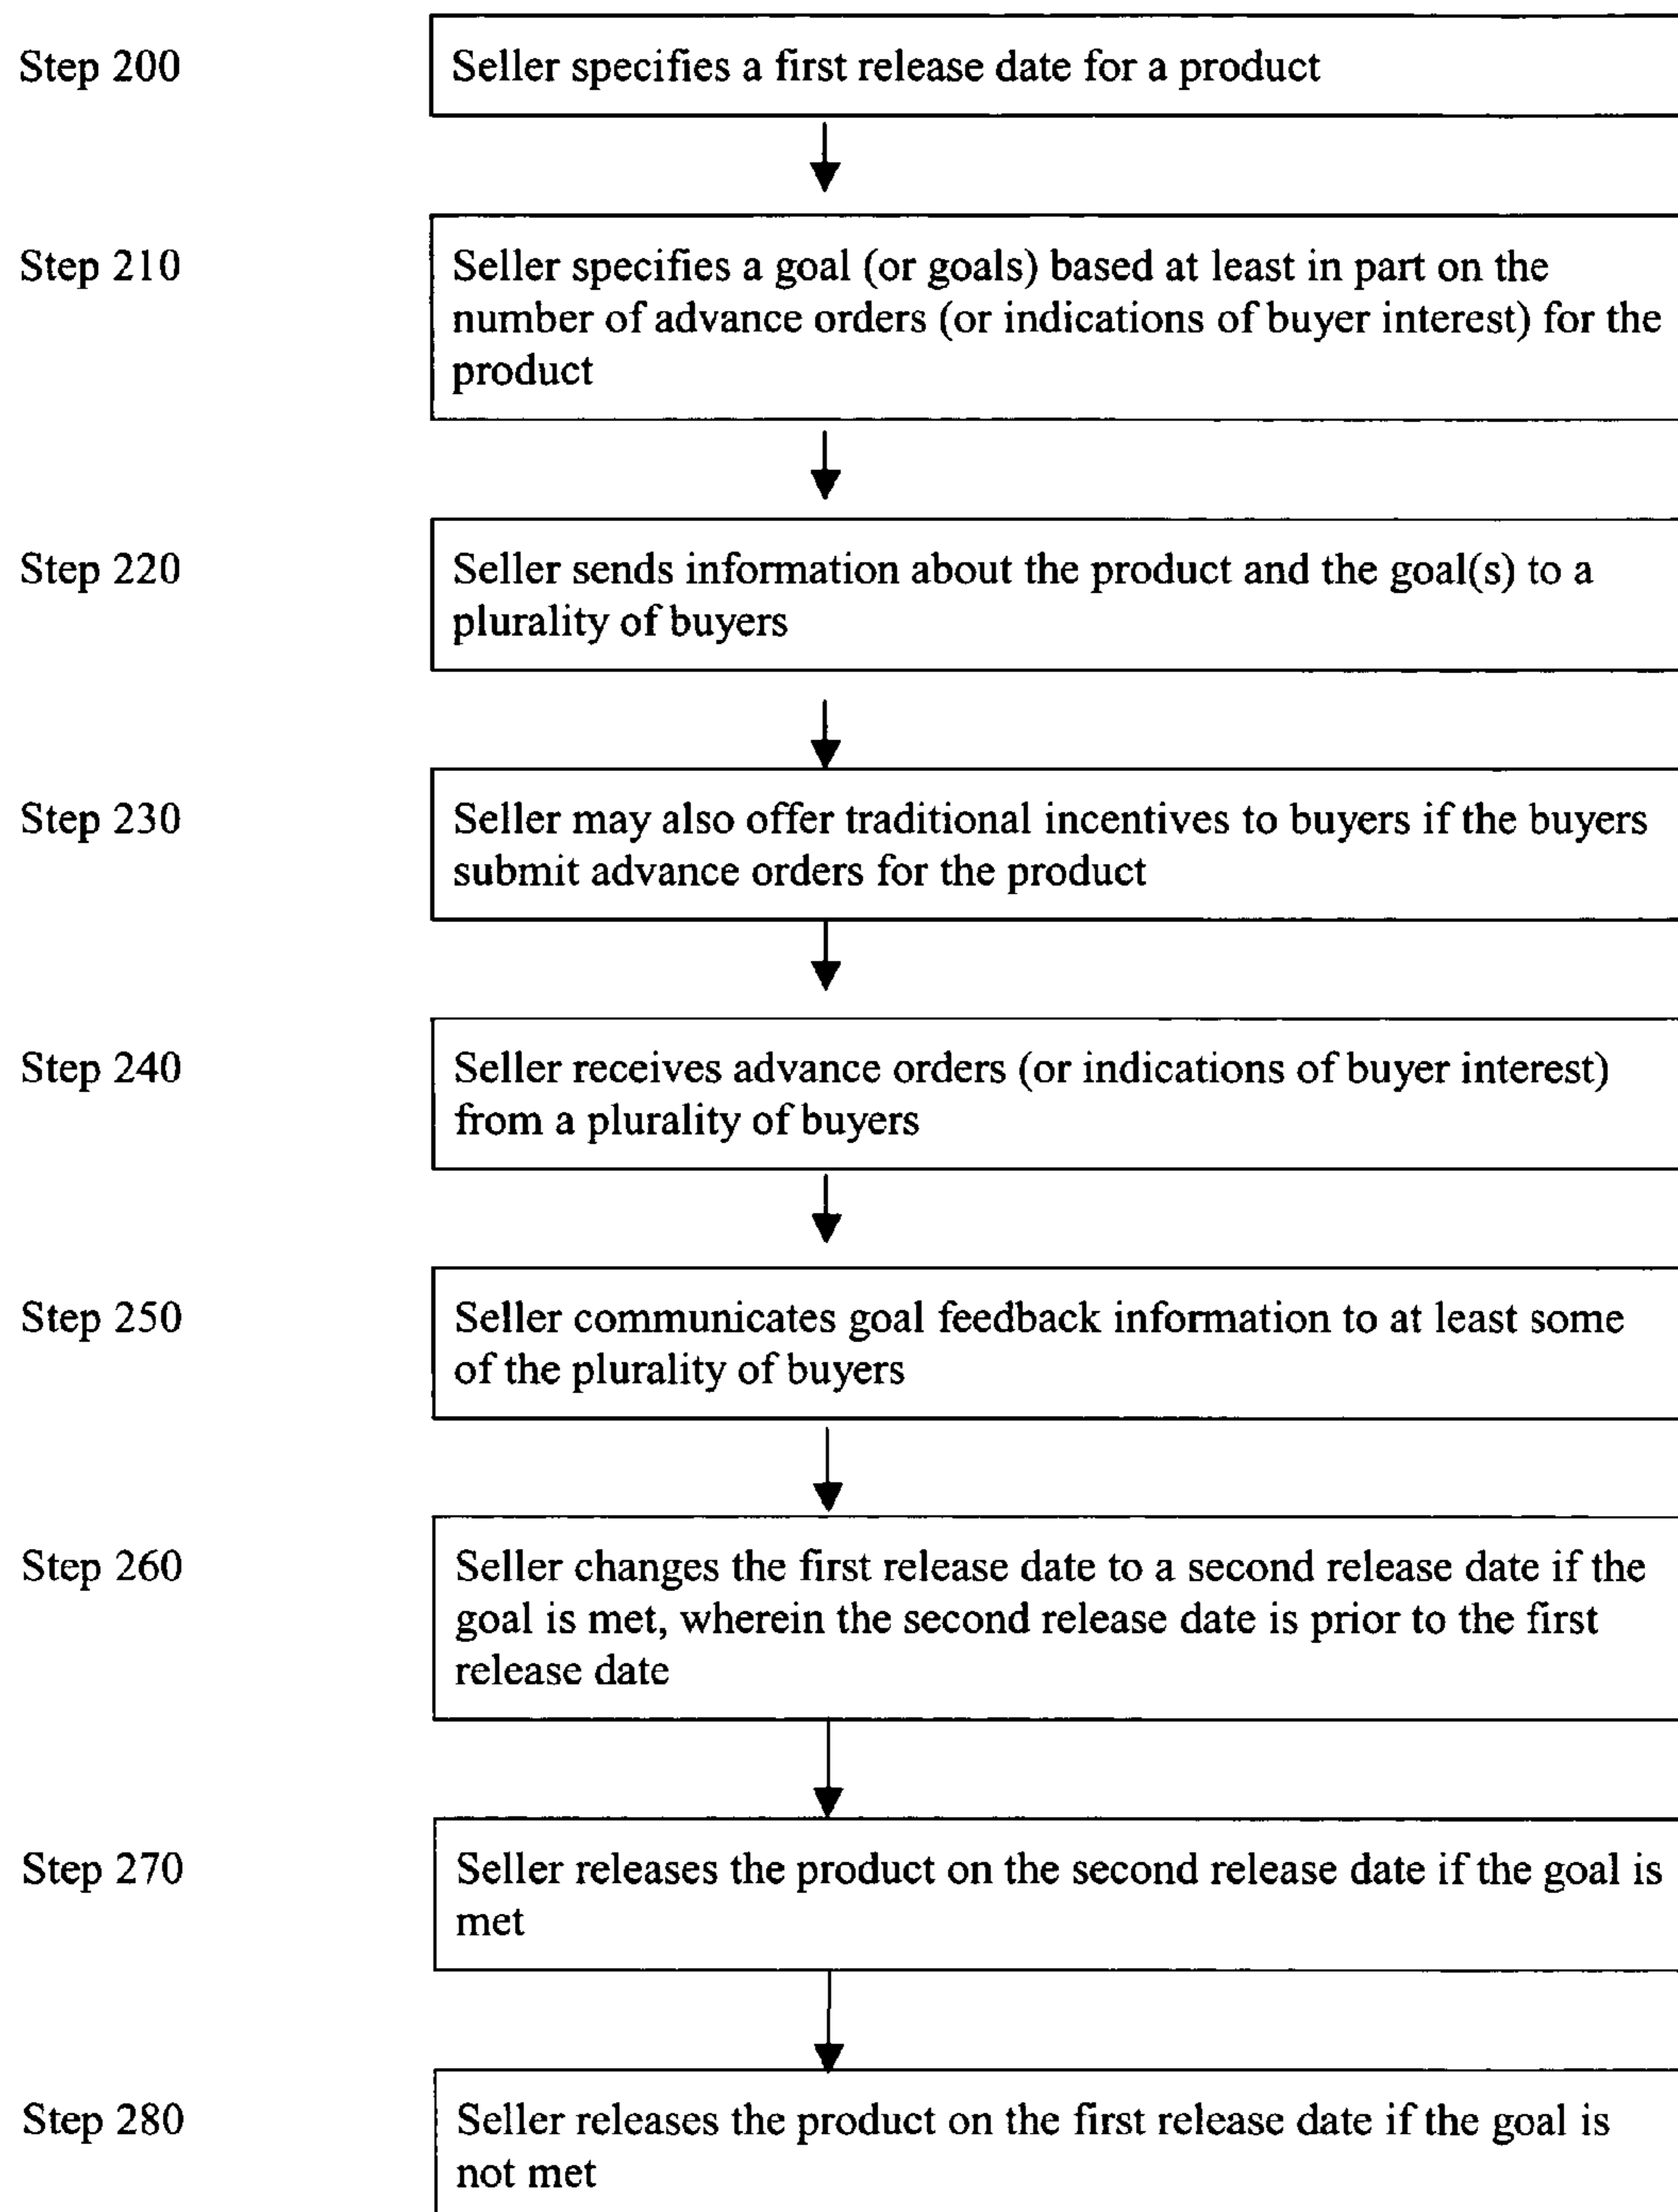 Step 200
Seller specifies a first release date for a product
Step 210
Seller specifies a goal (or goals) based at least in part on the
number of advance orders (or indications of buyer interest) for the
product
Step 220
Seller sends information about the product and the goal(s) to a
plurality of buyers
Step 230
Seller may also offer traditional incentives to buyers if the buyers
submit advance orders for the product
Step 240
Seller receives advance orders (or indications of buyer interest)
from a plurality of buyers
Step 250
Seller communicates goal feedback information to at least some
of the plurality of buyers
Step 260
Seller changes the first release date to a second release date if the
goal is met, wherein the second release date is prior to the first
release date
Step 270
Seller releases the product on the second release date if the goal is
met
Step 280
Seller releases the product on the first release date if the goal is
not met